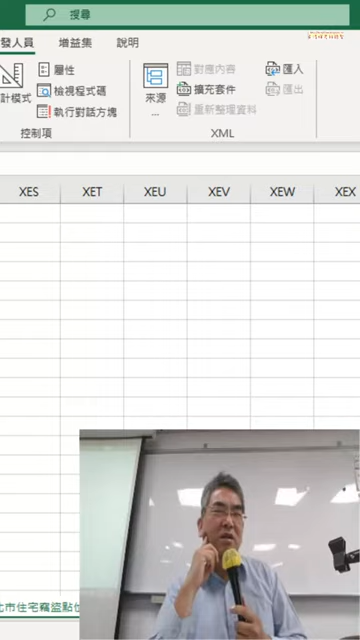 搜尋
發人員 增益集 說明
計模式 屬性 檢視程式碼 執行對話方塊
來源
...
對應內容 擴充套件 重新整理資料
匯入 匯出
控制項 XML
XES XET XEU XEV XEW XEX
北市住宅竊盜點位